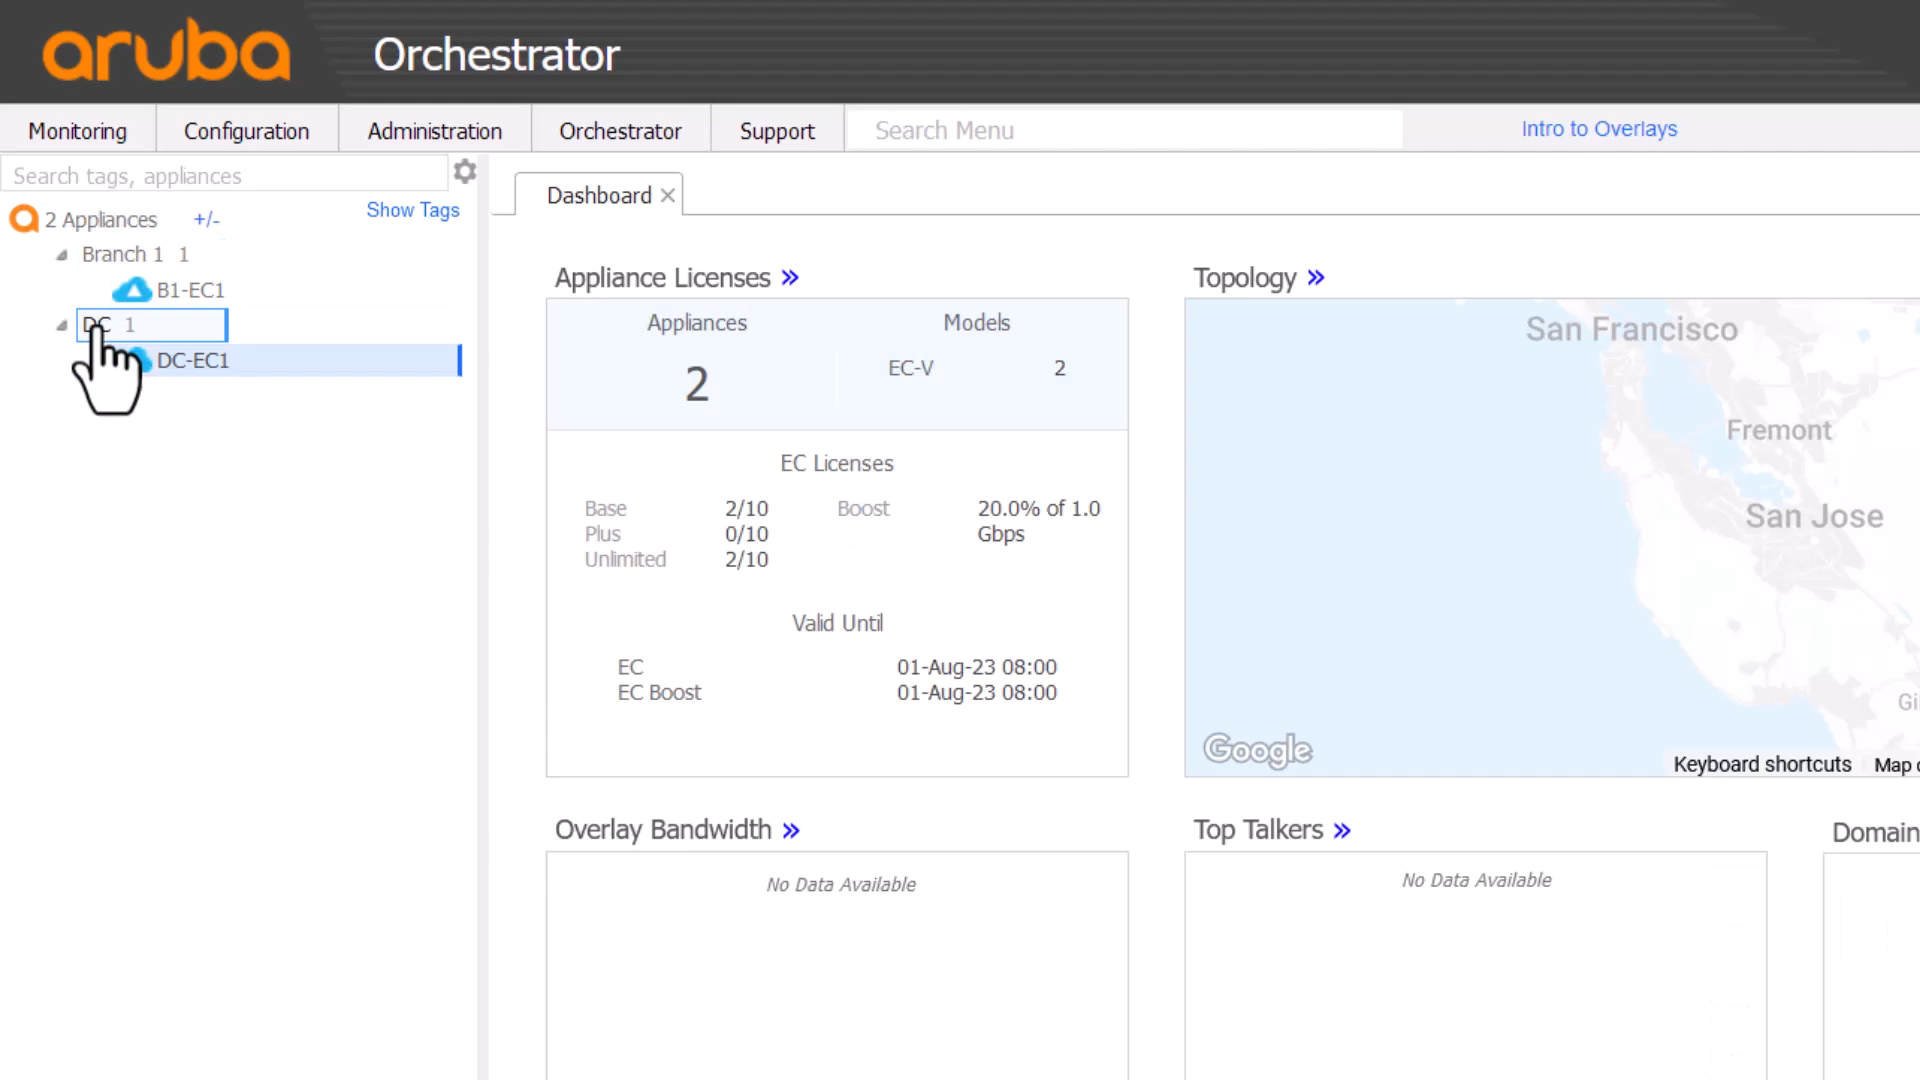 aruba
Orchestrator
Monitoring
Configuration
Administration
Orchestrator
Support
Search Menu
Intro to Overlays
Search tags, appliances
Show Tags
2 Appliances +/-
Branch 1 1
B1-EC1
DC 1
DC-EC1
Dashboard
Appliance Licenses »
Appliances
2
Models
EC-V 2
EC Licenses
Base 2/10
Plus 0/10
Unlimited 2/10
Boost 20.0% of 1.0
Gbps
Valid Until
EC 01-Aug-23 08:00
EC Boost 01-Aug-23 08:00
Topology »
San Francisco
Fremont
San Jose
Gi
Google
Keyboard shortcuts
Map
Overlay Bandwidth »
No Data Available
Top Talkers »
No Data Available
Domain